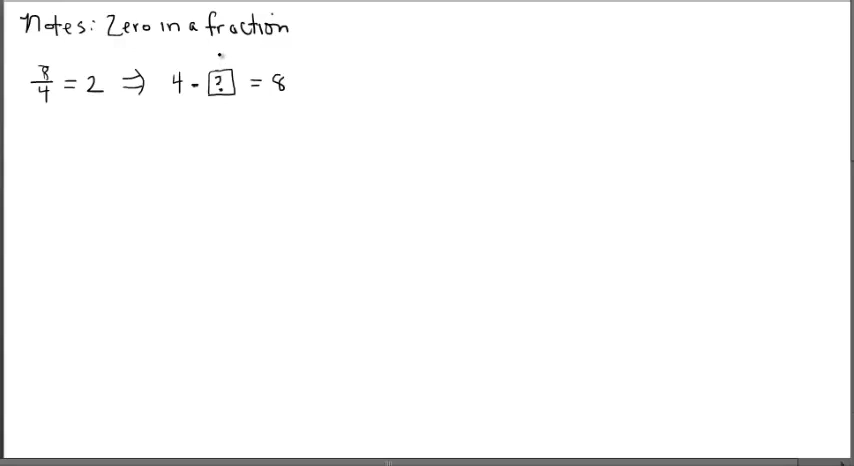 Notes: Zero in a fraction
8/4 = 2 ⇒ 4 · [?] = 8